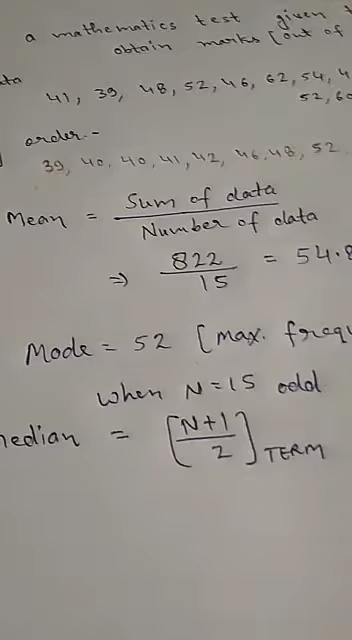 a mathematics test given
obtain marks [out of
41, 39, 48, 52, 46, 62, 54, 4
52, 60
order.-
39, 40, 40, 41, 42, 46, 48, 52
Mean = Sum of data
Number of data
⇒ 822 = 54.8
15
Mode = 52 [max. frequ
when N=15 odd
median = [N+1
2] TERM